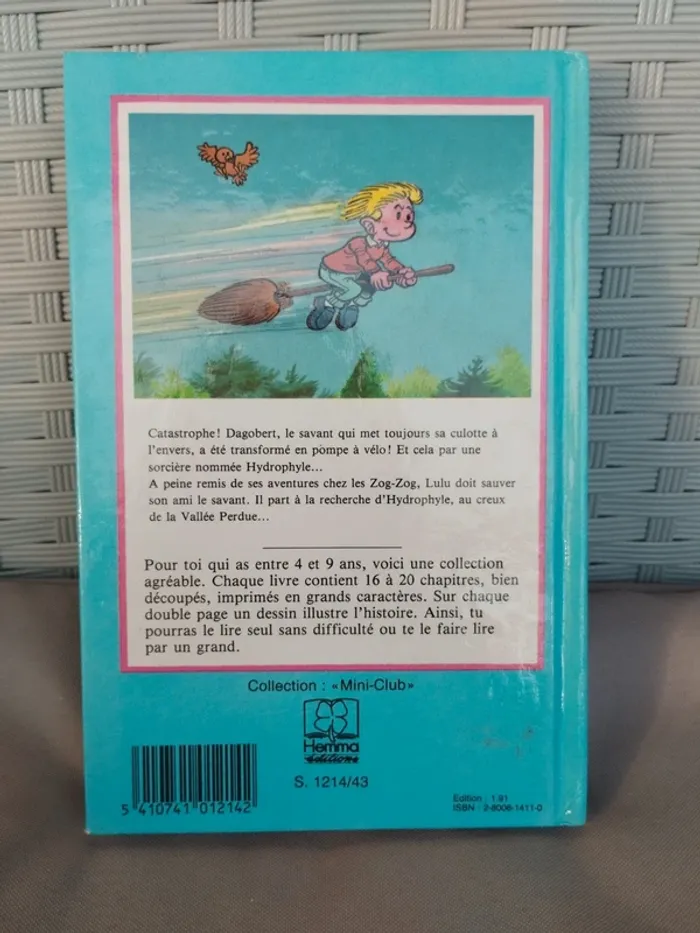 Catastrophe! Dagobert, le savant qui met toujours sa culotte à
l'envers, a été transformé en pompe à vélo! Et cela par une
sorcière nommée Hydrophyle...
A peine remis de ses aventures chez les Zog-Zog, Lulu doit sauver
son ami le savant. Il part à la recherche d'Hydrophyle, au creux
de la Vallée Perdue...
Pour toi qui as entre 4 et 9 ans, voici une collection
agréable. Chaque livre contient 16 à 20 chapitres, bien
découpés, imprimés en grands caractères. Sur chaque
double page un dessin illustre l'histoire. Ainsi, tu
pourras le lire seul sans difficulté ou te le faire lire
par un grand.
Collection : «Mini-Club»
Hemma
éditions
S. 1214/43
5 410741 012142
Edition : 1.91
ISBN : 2-8006-1411-0